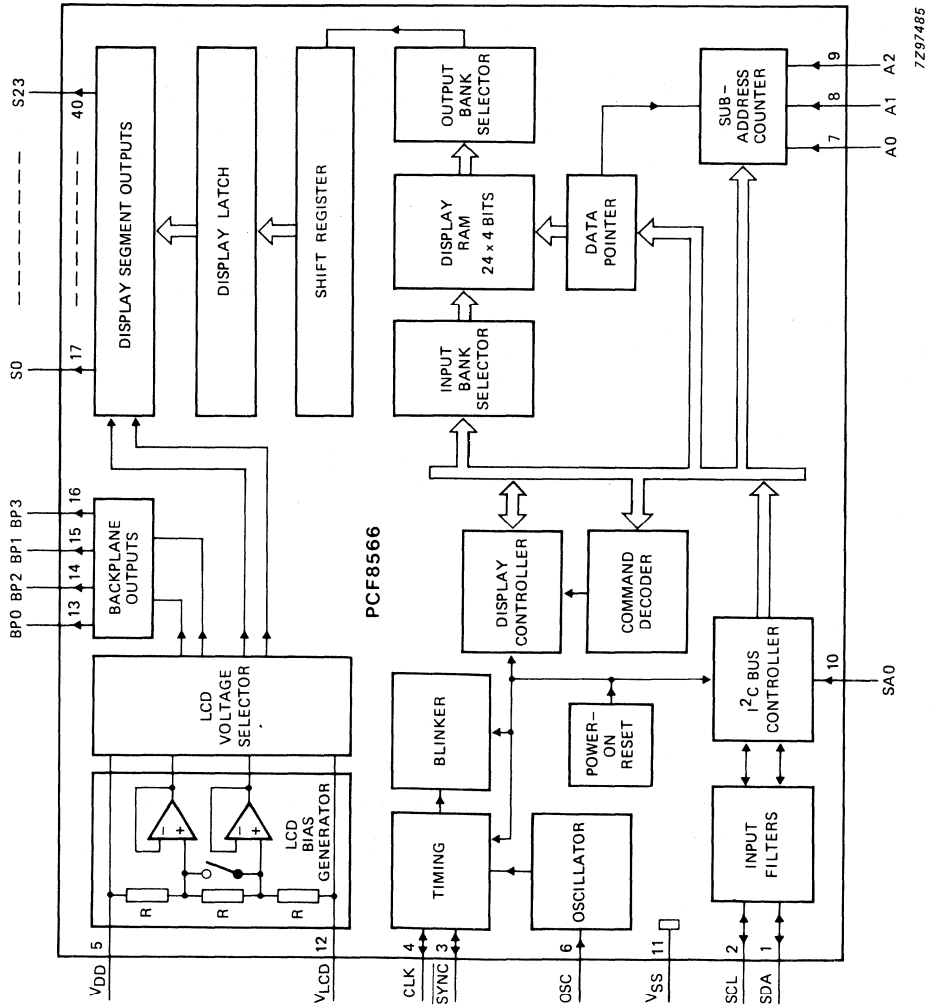 BP0 BP2 BP1 BP3
S0
S23
13 14 15 16
17
40
BACKPLANE
OUTPUTS
DISPLAY SEGMENT OUTPUTS
DISPLAY LATCH
SHIFT REGISTER
VDD
5
VLCD
12
R
R
R
-
+
-
+
LCD
BIAS
GENERATOR
LCD
VOLTAGE
SELECTOR
PCF8566
CLK
4
SYNC
3
TIMING
BLINKER
OSC
6
OSCILLATOR
POWER-
ON
RESET
DISPLAY
CONTROLLER
COMMAND
DECODER
INPUT
BANK
SELECTOR
DISPLAY
RAM
24 x 4 BITS
OUTPUT
BANK
SELECTOR
DATA
POINTER
SUB-
ADDRESS
COUNTER
VSS
11
SCL
2
SDA
1
INPUT
FILTERS
I²C BUS
CONTROLLER
10
SA0
7
8
9
A0
A1
A2
7Z97485